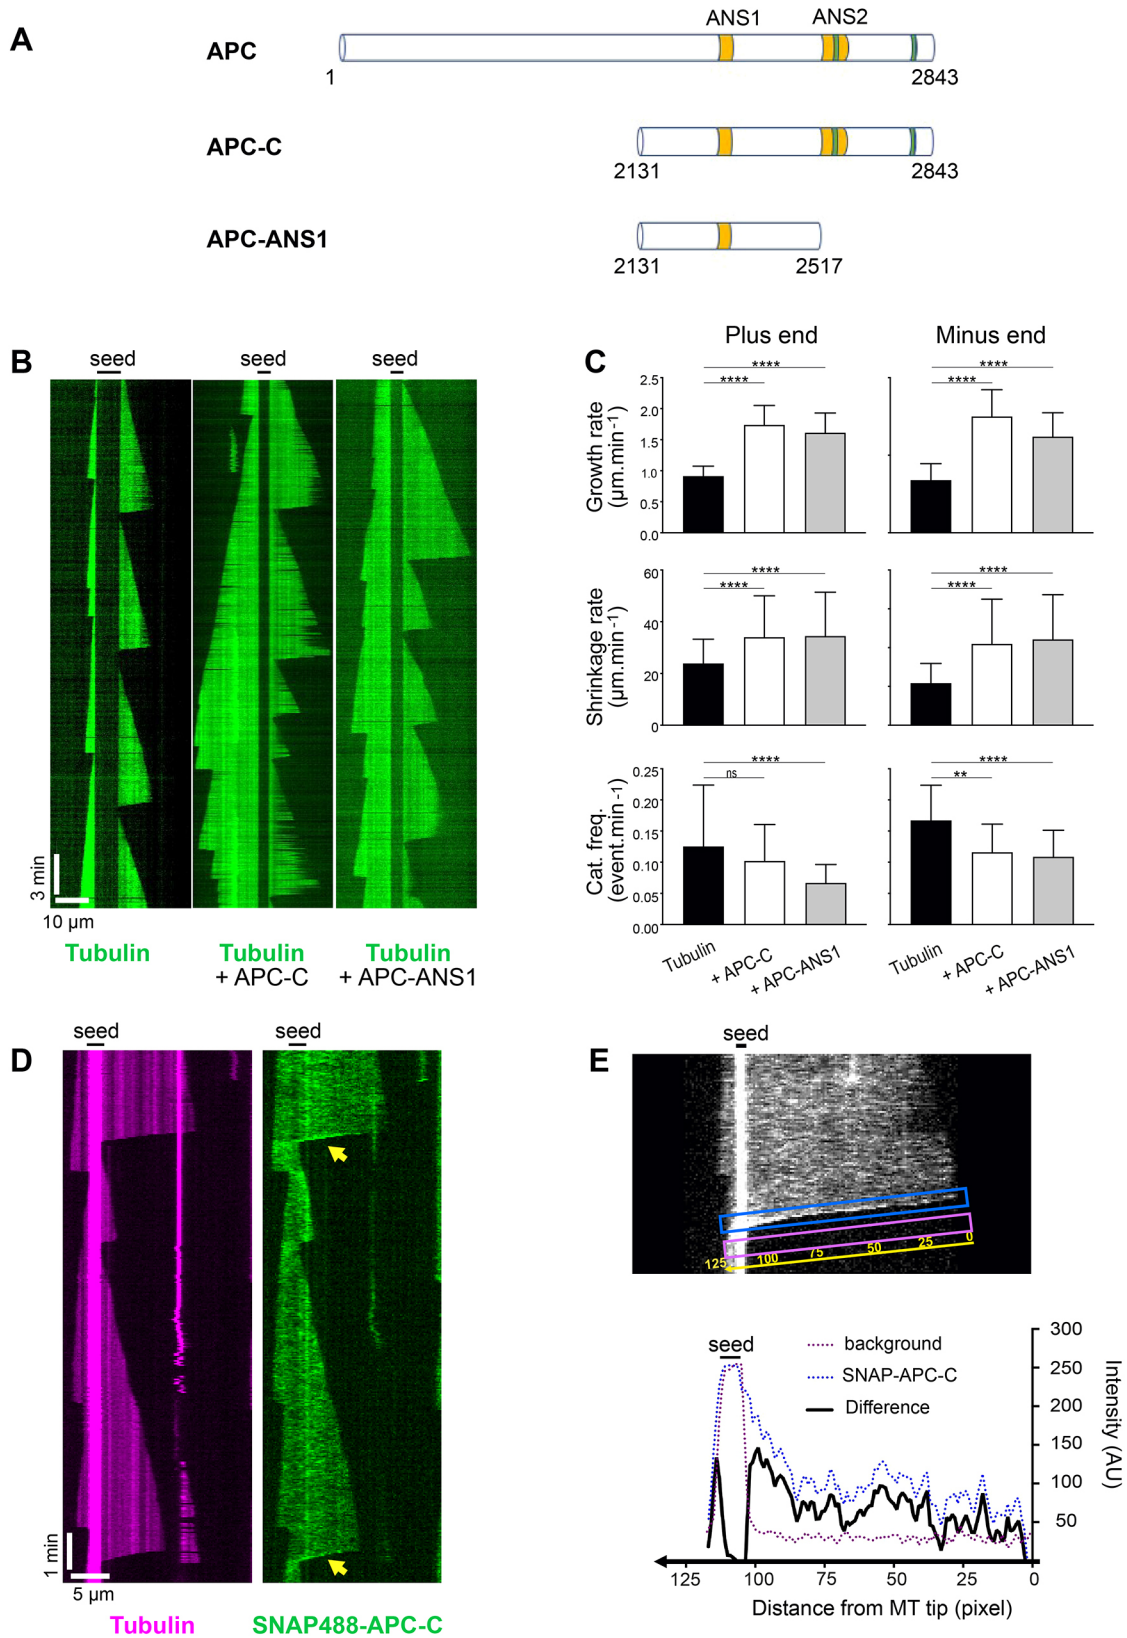 A
ANS1 ANS2
APC
1 2843
APC-C
2131 2843
APC-ANS1
2131 2517
B
seed seed seed
3 min
10 µm
Tubulin
Tubulin
+ APC-C
Tubulin
+ APC-ANS1
C
Plus end Minus end
Growth rate
(µm.min-1)
2.5
2.0
1.5
1.0
0.5
0.0
****
****
****
****
Shrinkage rate
(µm.min-1)
60
40
20
0
****
****
****
****
Cat. freq.
(event.min-1)
0.25
0.20
0.15
0.10
0.05
0.00
****
ns
****
**
Tubulin
+ APC-C
+ APC-ANS1
Tubulin
+ APC-C
+ APC-ANS1
D
seed seed
1 min
5 µm
Tubulin SNAP488-APC-C
E
seed
125 100 75 50 25 0
seed
background
SNAP-APC-C
Difference
300
250
200
150
100
50
Intensity (AU)
125 100 75 50 25 0
Distance from MT tip (pixel)